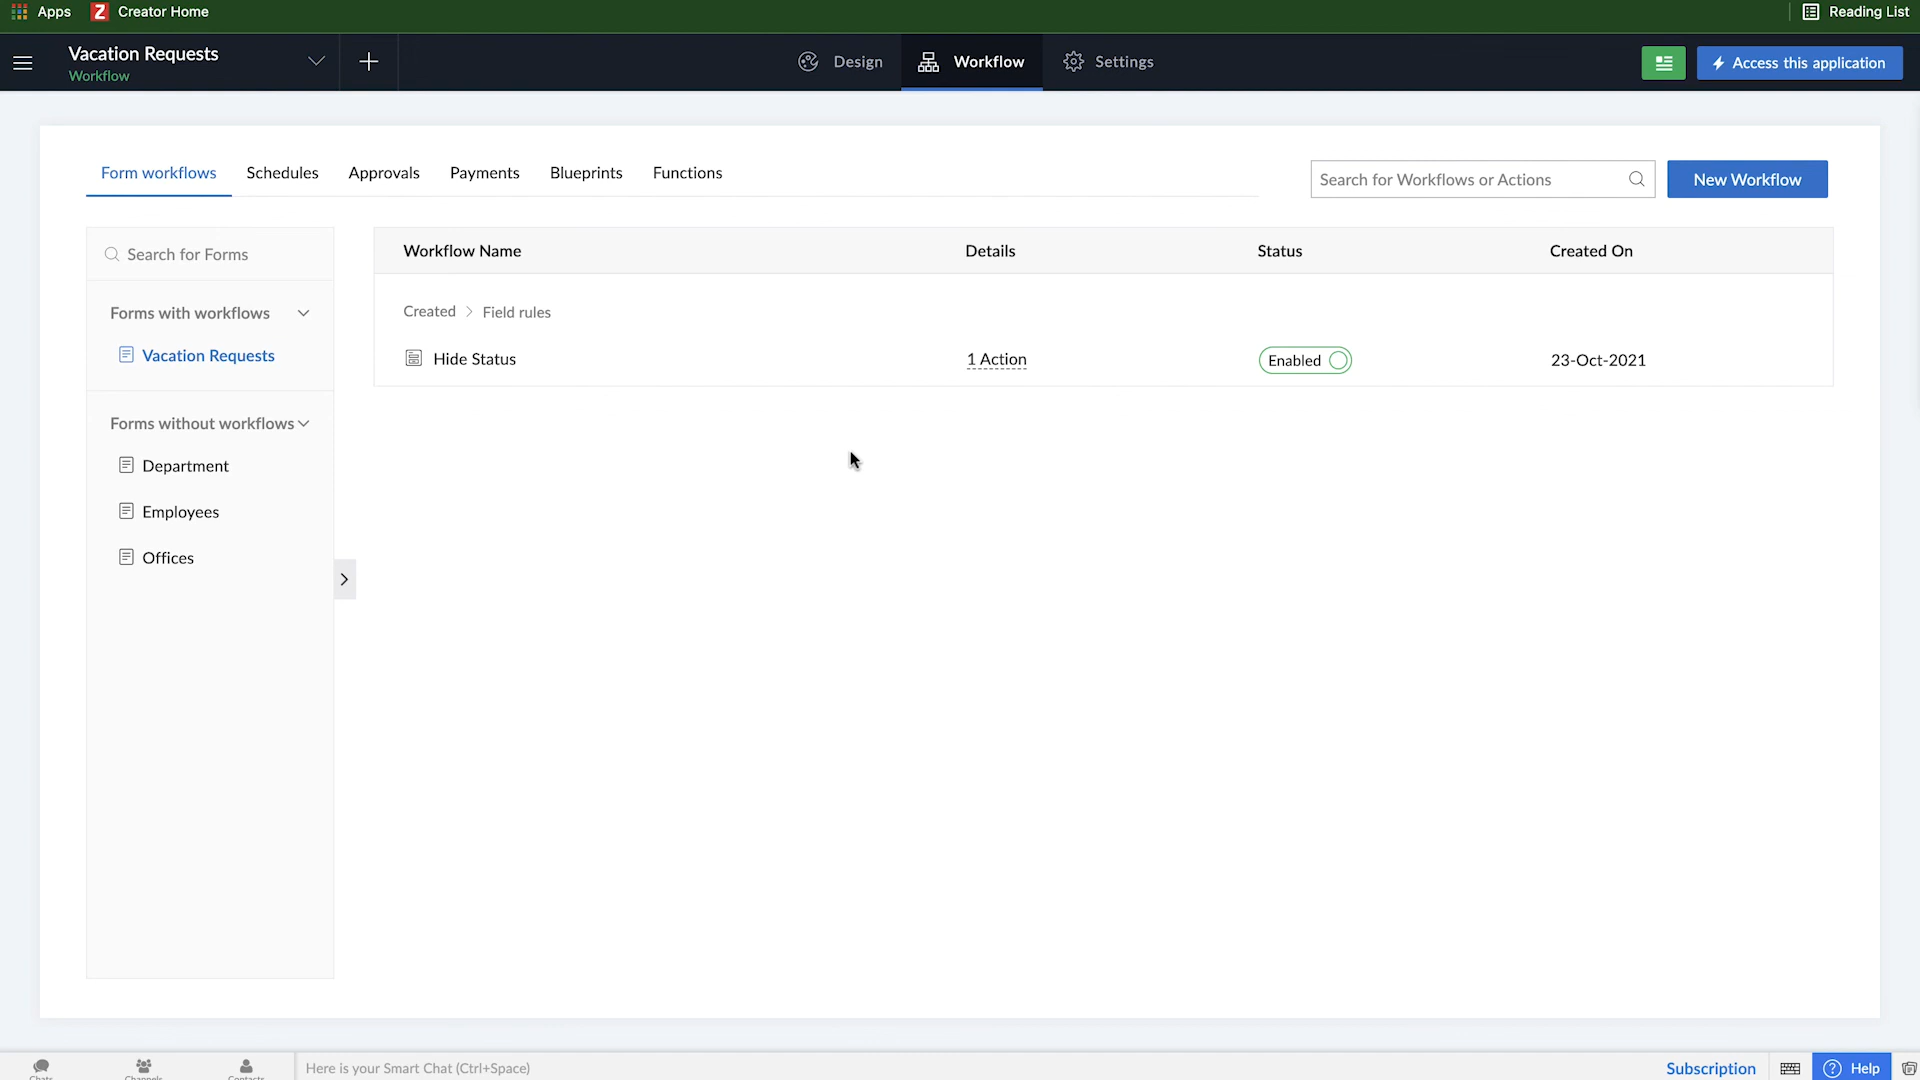 Apps
Creator Home
Reading List
Vacation Requests
Workflow
Design
Workflow
Settings
Access this application
Form workflows
Schedules
Approvals
Payments
Blueprints
Functions
Search for Workflows or Actions
New Workflow
Search for Forms
Forms with workflows
Vacation Requests
Forms without workflows
Department
Employees
Offices
Workflow Name
Details
Status
Created On
Created > Field rules
Hide Status
1 Action
Enabled
23-Oct-2021
Chats
Channels
Contacts
Here is your Smart Chat (Ctrl+Space)
Subscription
Help